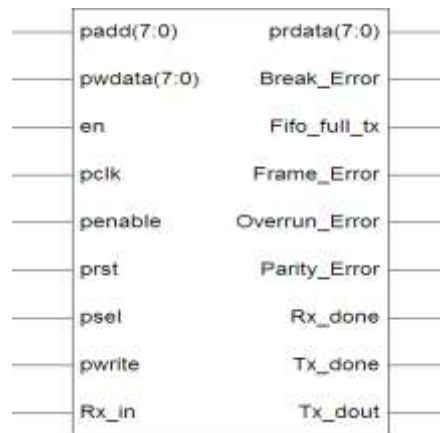 padd(7:0) prdata(7:0)
pwdata(7:0) Break_Error
en Fifo_full_tx
pclk Frame_Error
penable Overrun_Error
prst Parity_Error
psel Rx_done
pwrite Tx_done
Rx_in Tx_dout